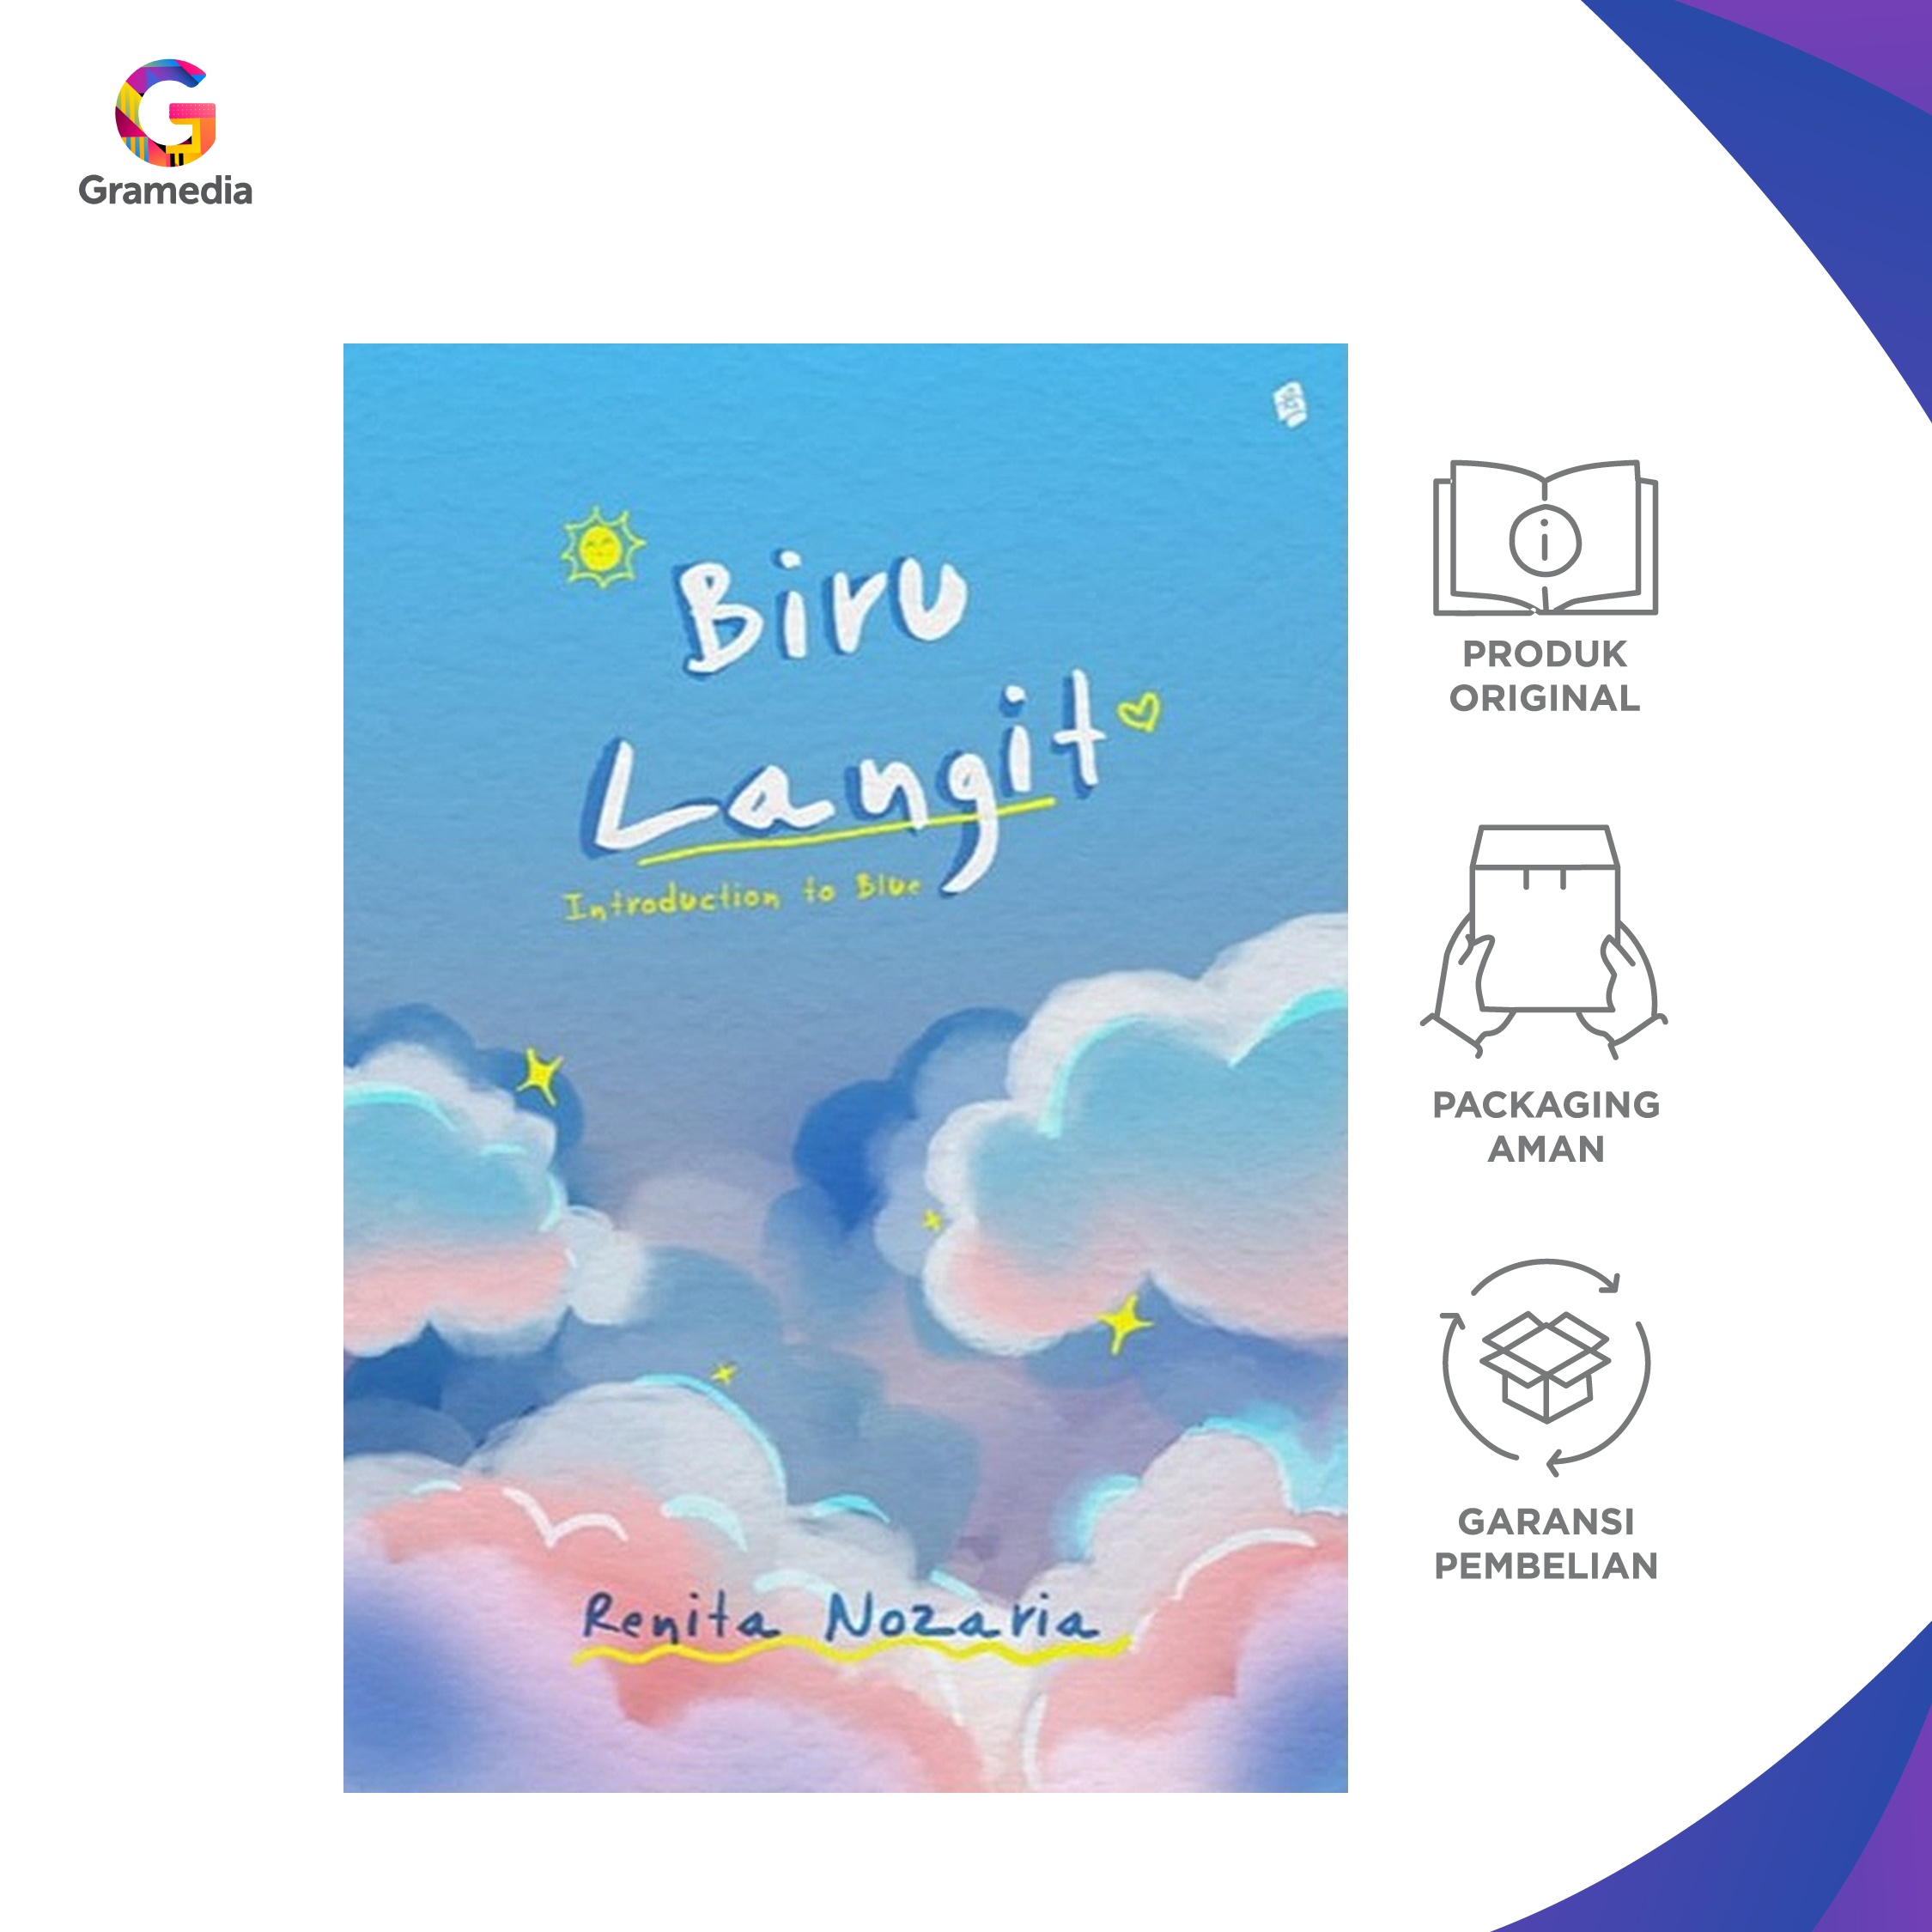 Gramedia
Biru
Langit
Introduction to Blue
Renita Nozaria
PRODUK
ORIGINAL
PACKAGING
AMAN
GARANSI
PEMBELIAN